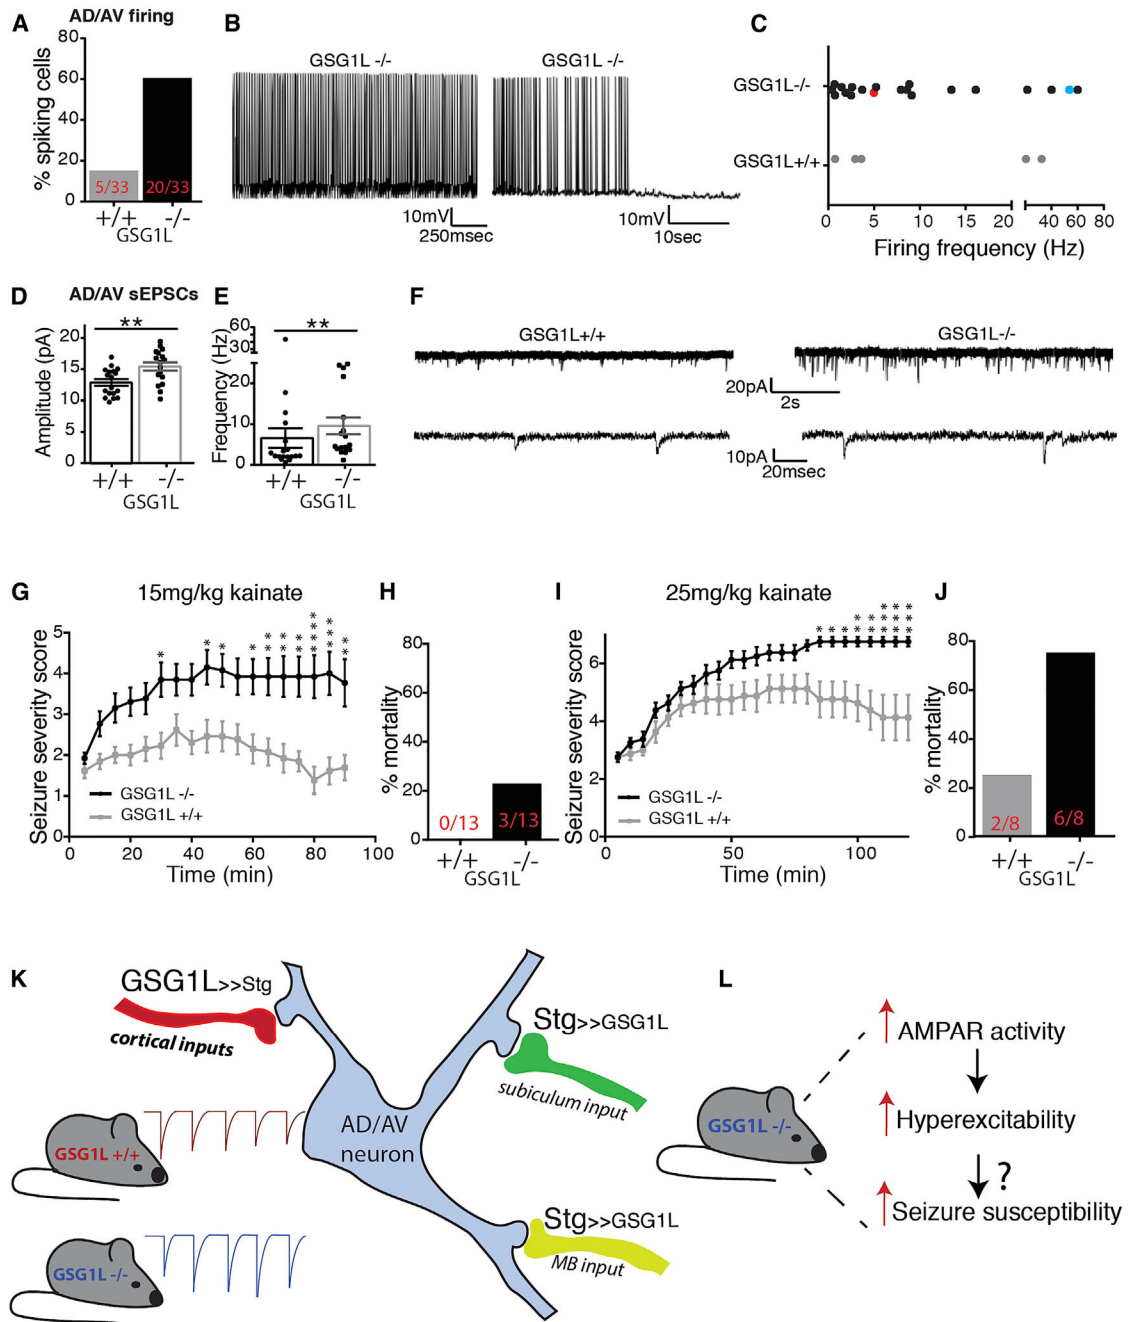 A
AD/AV firing
% spiking cells
80
60
40
20
0
5/33
20/33
+/+
-/-
GSG1L
B
GSG1L -/-
GSG1L -/-
10mV
250msec
10mV
10sec
C
GSG1L-/-
GSG1L+/+
0
5
10
15
20
40
60
80
Firing frequency (Hz)
D
AD/AV sEPSCs
Amplitude (pA)
20
15
10
5
0
**
+/+
-/-
GSG1L
E
Frequency (Hz)
60
30
20
10
0
**
+/+
-/-
GSG1L
F
GSG1L+/+
GSG1L-/-
20pA
2s
10pA
20msec
G
15mg/kg kainate
Seizure severity score
5
4
3
2
1
0
* * * * ** ** ** ** **** *** **
GSG1L -/-
GSG1L +/+
0
20
40
60
80
100
Time (min)
H
% mortality
80
60
40
20
0
0/13
3/13
+/+
-/-
GSG1L
I
25mg/kg kainate
Seizure severity score
6
4
2
0
* * * ** *** **** **** ****
GSG1L -/-
GSG1L +/+
0
50
100
Time (min)
J
% mortality
80
60
40
20
0
2/8
6/8
+/+
-/-
GSG1L
K
GSG1L>>Stg
cortical inputs
Stg>>GSG1L
subiculum input
AD/AV
neuron
GSG1L +/+
Stg>>GSG1L
MB input
GSG1L -/-
L
AMPAR activity
Hyperexcitability
GSG1L -/-
?
Seizure susceptibility